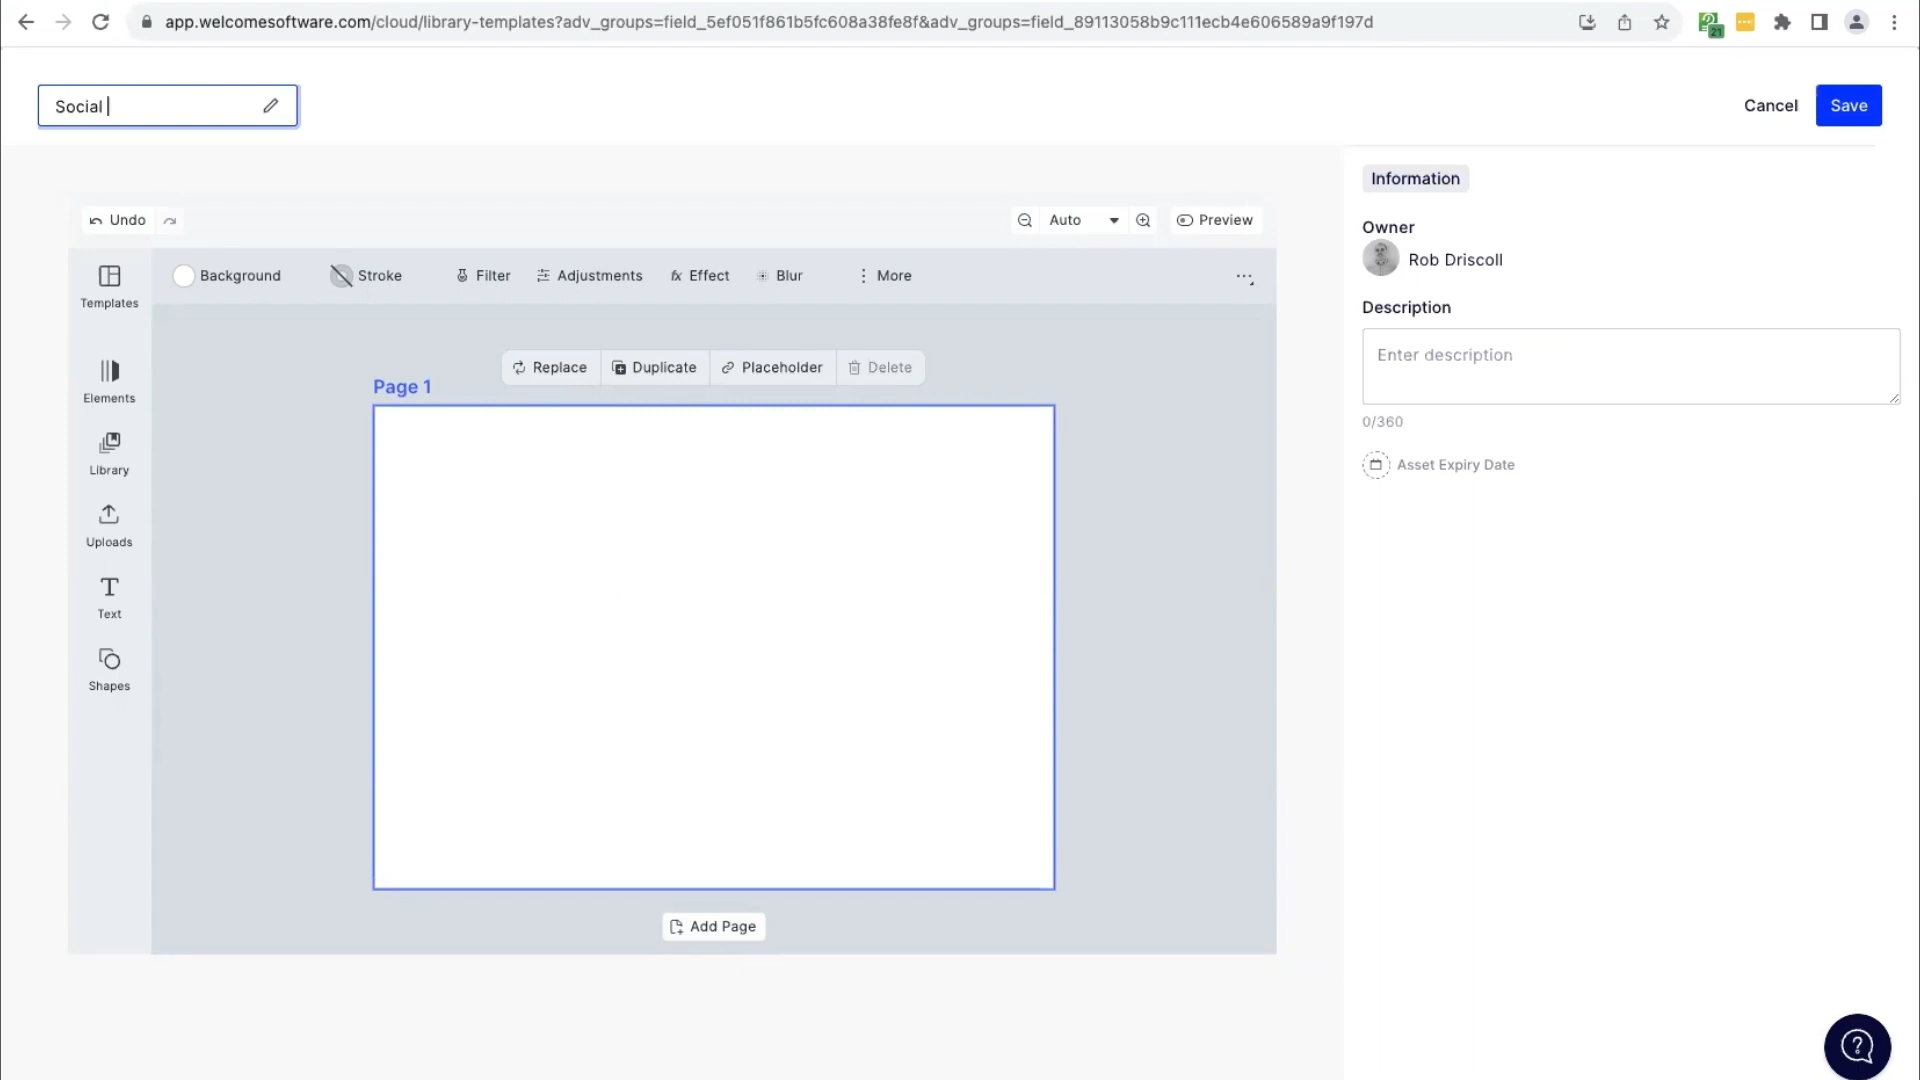 app.welcomesoftware.com/cloud/library-templates?adv_groups=field_5ef051f861b5fc608a38fe8f&adv_groups=field_89113058b9c111ecb4e606589a9f197d
21
Social
Cancel
Save
Information
Undo
Auto
Preview
Owner
Rob Driscoll
Templates
Background
Stroke
Filter
Adjustments
fx Effect
Blur
More
Description
Enter description
0/360
Replace
Duplicate
Placeholder
Delete
Page 1
Elements
Library
Asset Expiry Date
Uploads
T
Text
Shapes
Add Page
?